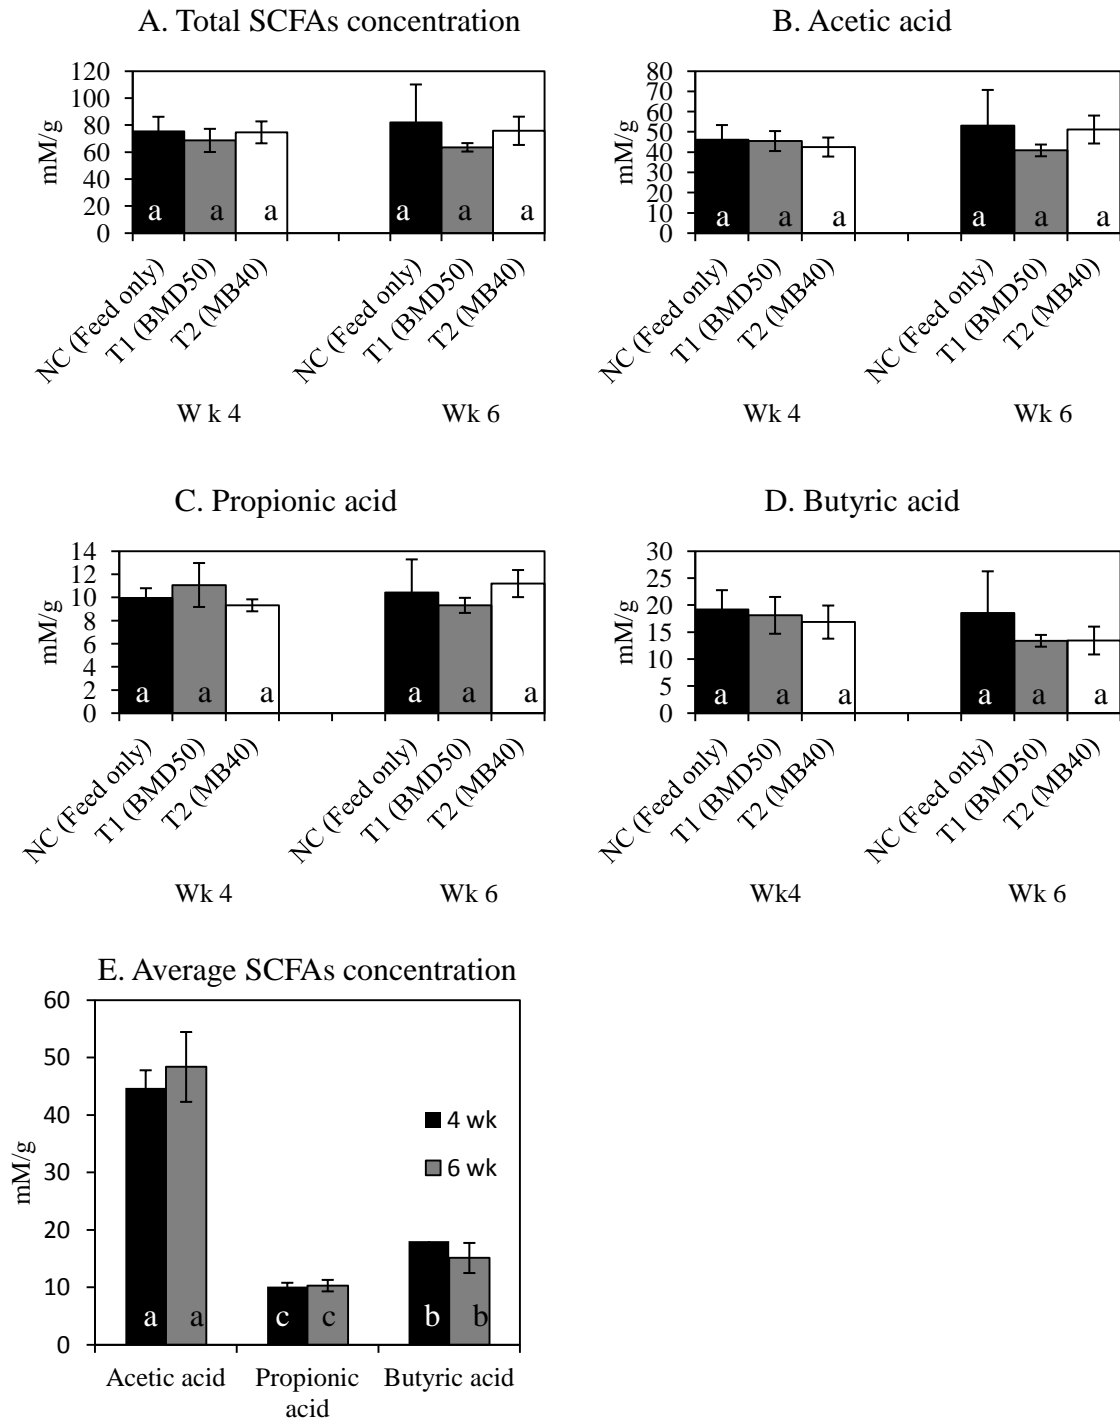 A. Total SCFAs concentration
mM/g
120
100
80
60
40
20
0
a a a a a a
NC (Feed only) T1 (BMD50) T2 (MB40) NC (Feed only) T1 (BMD50) T2 (MB40)
W k 4 Wk 6
B. Acetic acid
mM/g
80
70
60
50
40
30
20
10
0
a a a a a a
NC (Feed only) T1 (BMD50) T2 (MB40) NC (Feed only) T1 (BMD50) T2 (MB40)
Wk 4 Wk 6
C. Propionic acid
mM/g
14
12
10
8
6
4
2
0
a a a a a a
NC (Feed only) T1 (BMD50) T2 (MB40) NC (Feed only) T1 (BMD50) T2 (MB40)
Wk 4 Wk 6
D. Butyric acid
mM/g
30
25
20
15
10
5
0
a a a a a a
NC (Feed only) T1 (BMD50) T2 (MB40) NC (Feed only) T1 (BMD50) T2 (MB40)
Wk4 Wk 6
E. Average SCFAs concentration
mM/g
60
50
40
30
20
10
0
4 wk
6 wk
a a c c b b
Acetic acid Propionic Butyric acid
acid